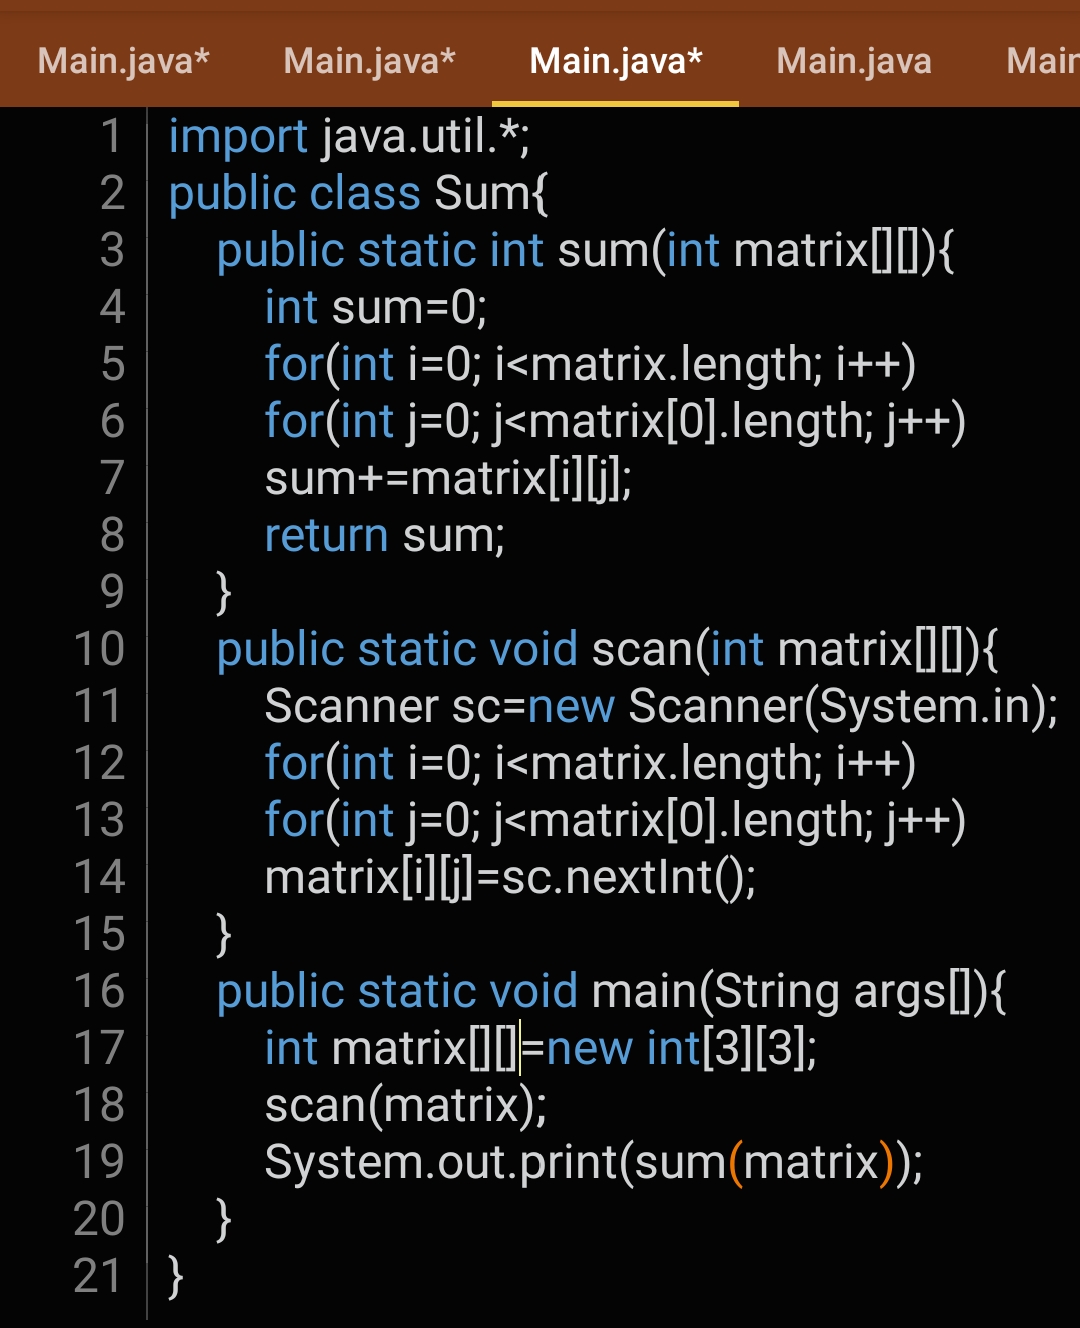 Main.java* Main.java* Main.java* Main.java Main
1 import java.util.*;
2 public class Sum{
3 public static int sum(int matrix[][]){
4 int sum=0;
5 for(int i=0; i<matrix.length; i++)
6 for(int j=0; j<matrix[0].length; j++)
7 sum+=matrix[i][j];
8 return sum;
9 }
10 public static void scan(int matrix[][]){
11 Scanner sc=new Scanner(System.in);
12 for(int i=0; i<matrix.length; i++)
13 for(int j=0; j<matrix[0].length; j++)
14 matrix[i][j]=sc.nextInt();
15 }
16 public static void main(String args[]){
17 int matrix[][]=new int[3][3];
18 scan(matrix);
19 System.out.print(sum(matrix));
20 }
21 }